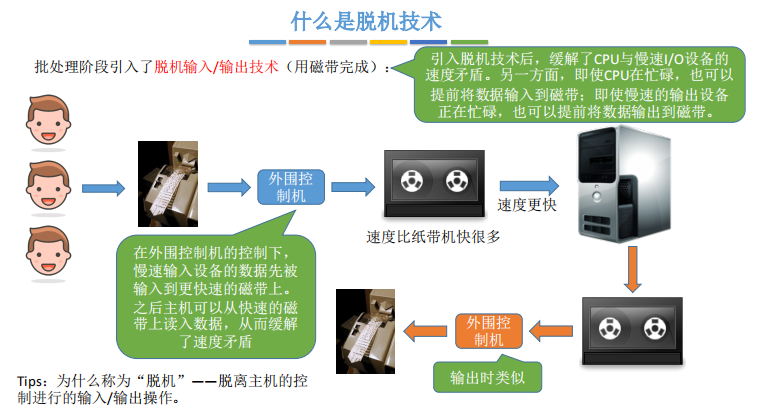 什么是脱机技术
批处理阶段引入了脱机输入/输出技术（用磁带完成）：
引入脱机技术后，缓解了CPU与慢速I/O设备的
速度矛盾。另一方面，即使CPU在忙碌，也可以
提前将数据输入到磁带；即使慢速的输出设备
正在忙碌，也可以提前将数据输出到磁带。
外围控
制机
速度更快
速度比纸带机快很多
在外围控制机的控制下，
慢速输入设备的数据先被
输入到更快速的磁带上。
之后主机可以从快速的磁
带上读入数据，从而缓解
了速度矛盾
外围控
制机
输出时类似
Tips：为什么称为“脱机”——脱离主机的控
制进行的输入/输出操作。